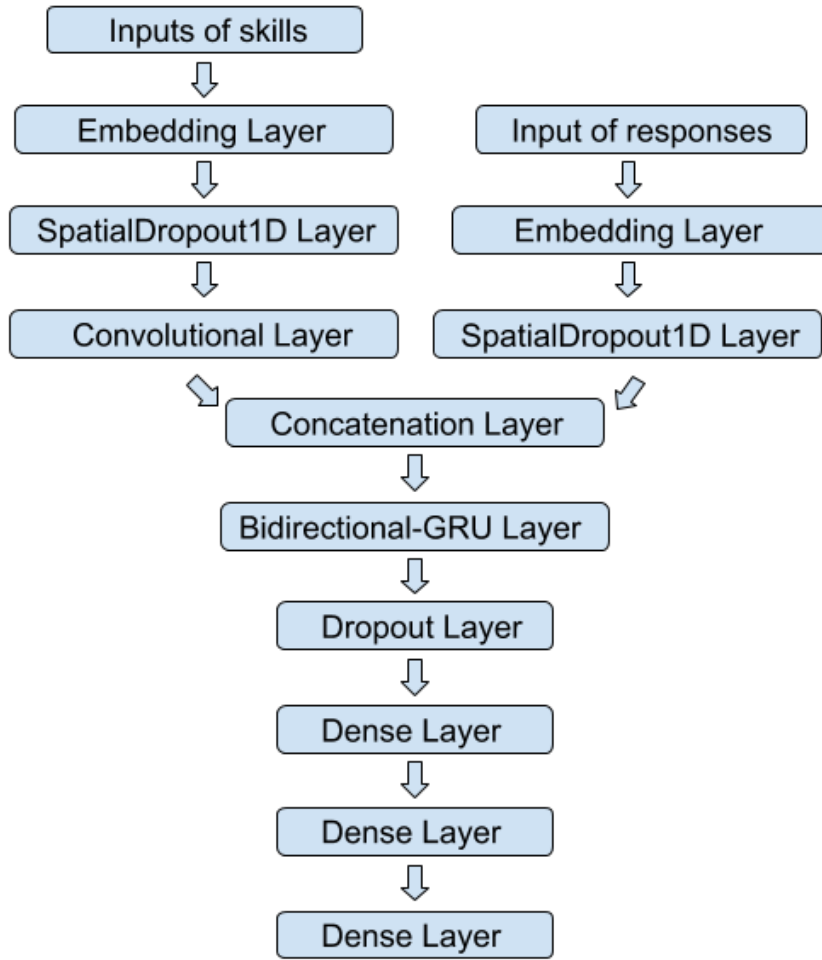 Inputs of skills
Embedding Layer
Input of responses
SpatialDropout1D Layer
Embedding Layer
Convolutional Layer
SpatialDropout1D Layer
Concatenation Layer
Bidirectional-GRU Layer
Dropout Layer
Dense Layer
Dense Layer
Dense Layer